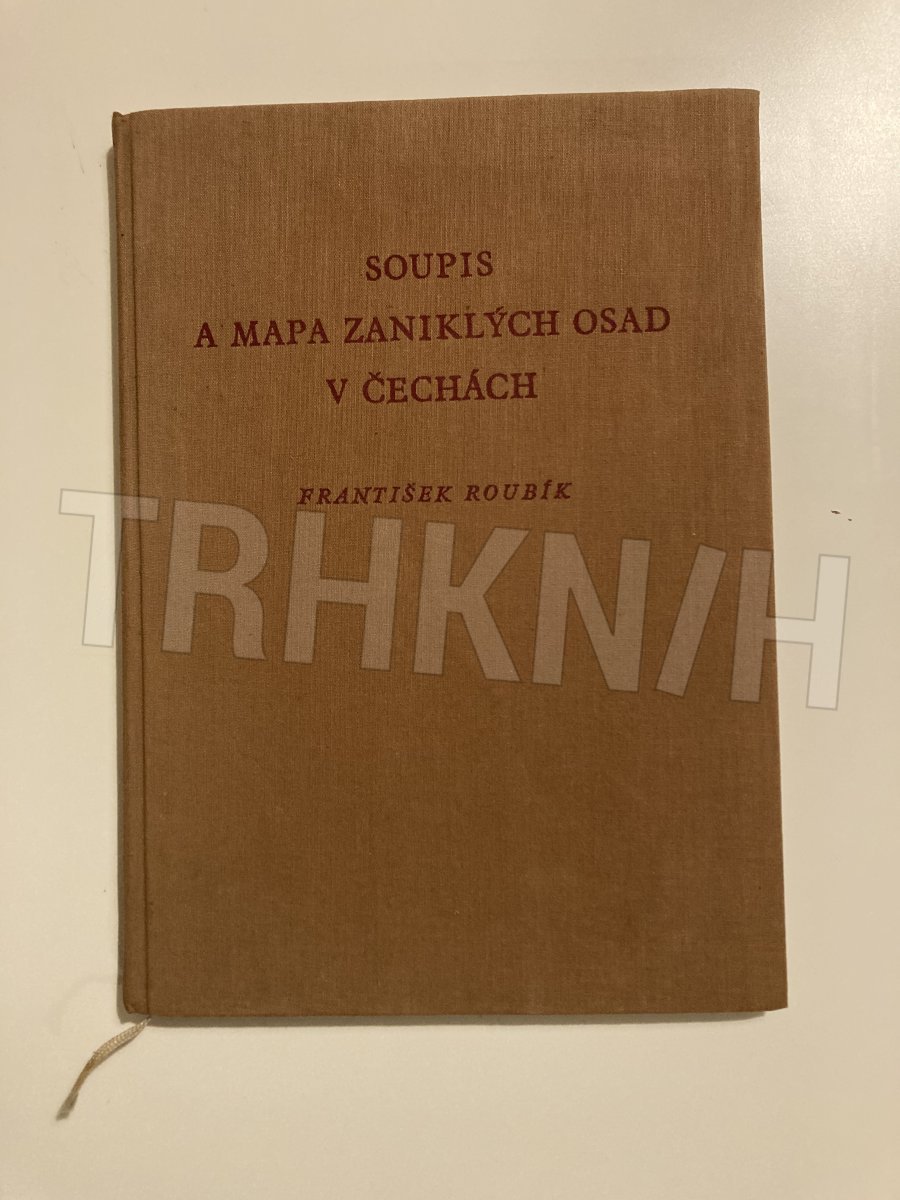 SOUPIS
A MAPA ZANIKLÝCH OSAD
V ČECHÁCH
FRANTIŠEK ROUBÍK
TRHKNIH